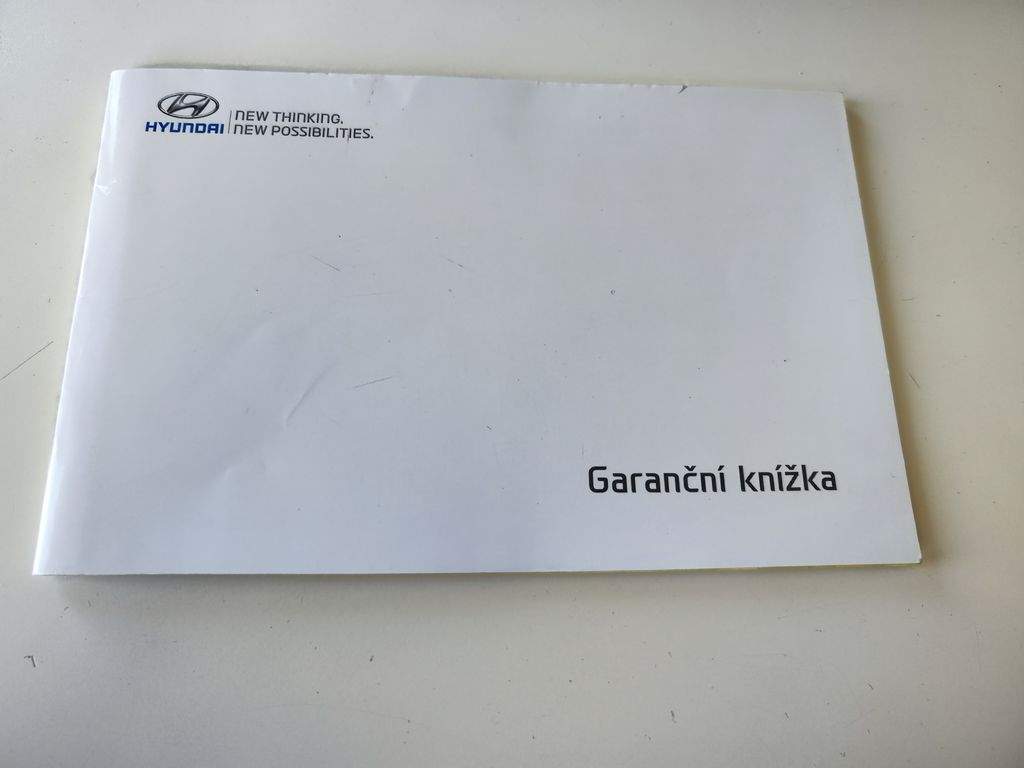 HYUNDAI
NEW THINKING.
NEW POSSIBILITIES.
Garanční knížka